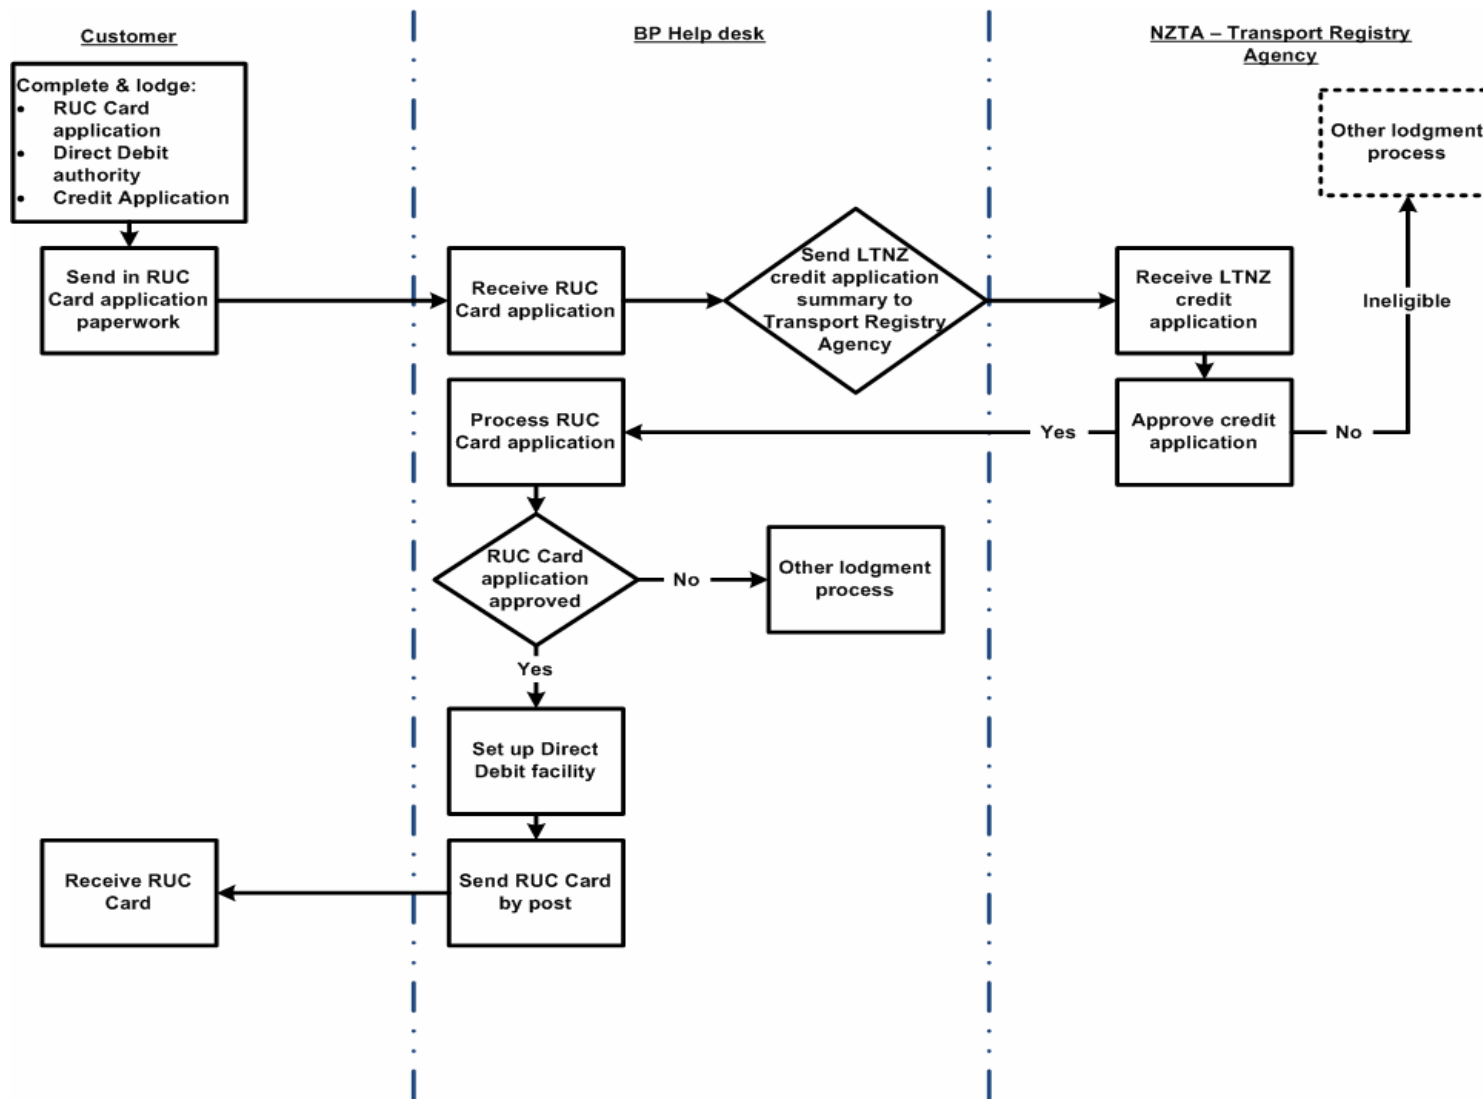 Customer
BP Help desk
NZTA – Transport Registry
Agency
Complete & lodge:
• RUC Card
application
• Direct Debit
authority
• Credit Application
Other lodgment
process
Send in RUC
Card application
paperwork
Receive RUC
Card application
Send LTNZ
credit application
summary to
Transport Registry
Agency
Receive LTNZ
credit
application
Ineligible
Process RUC
Card application
Yes
Approve credit
application
No
RUC Card
application
approved
No
Other lodgment
process
Yes
Set up Direct
Debit facility
Receive RUC
Card
Send RUC Card
by post